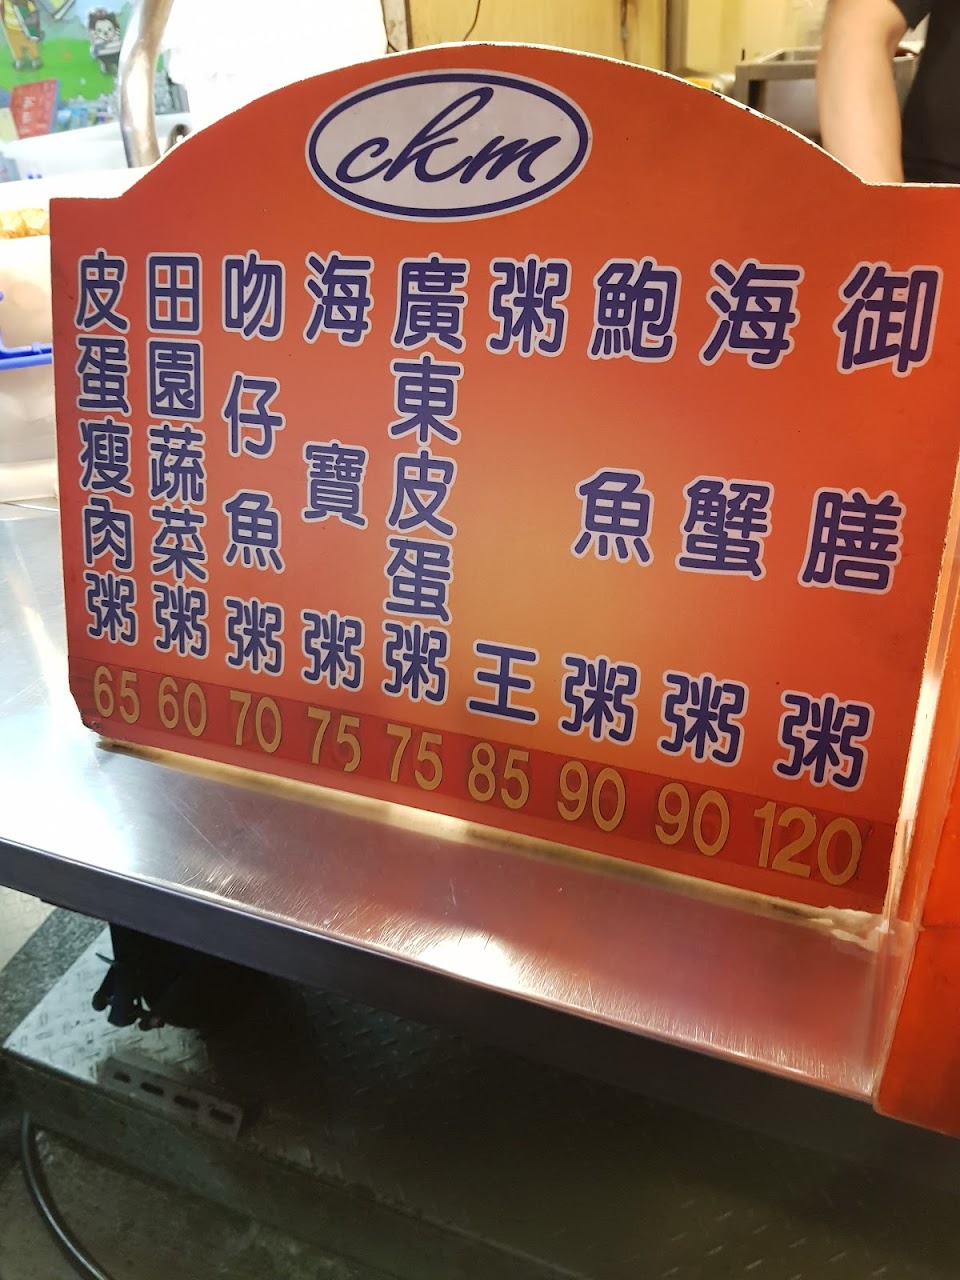 ckm
御膳粥
海蟹粥
鮑魚粥
粥王
廣東皮蛋粥
海寶粥
吻仔魚粥
田園蔬菜粥
皮蛋瘦肉粥
65 60 70 75 75 85 90 90 120